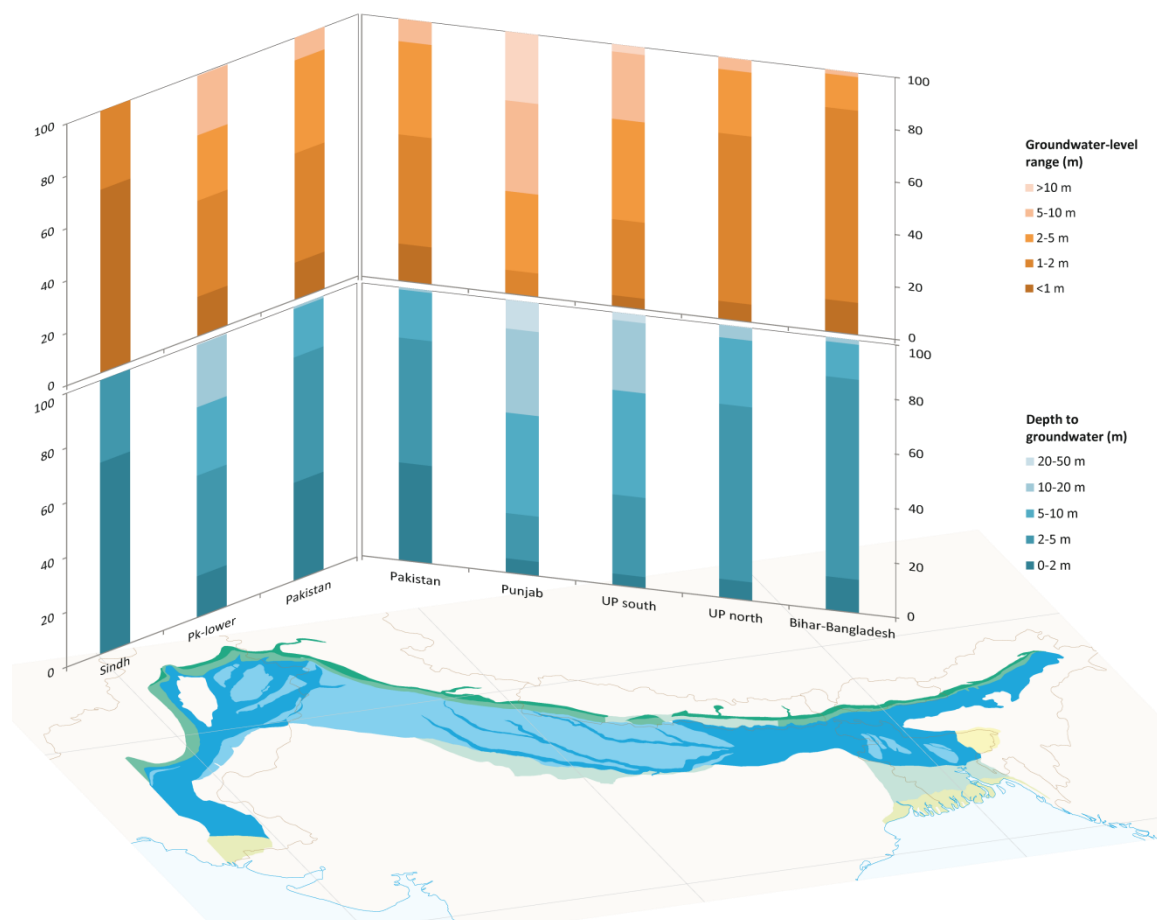 100
80
60
40
20
0
100
80
60
40
20
0
100
80
60
40
20
0
100
80
60
40
20
0
Sindh
Pk-lower
Pakistan
Pakistan
Punjab
UP south
UP north
Bihar-Bangladesh
Groundwater-level
range (m)
>10 m
5-10 m
2-5 m
1-2 m
<1 m
Depth to
groundwater (m)
20-50 m
10-20 m
5-10 m
2-5 m
0-2 m